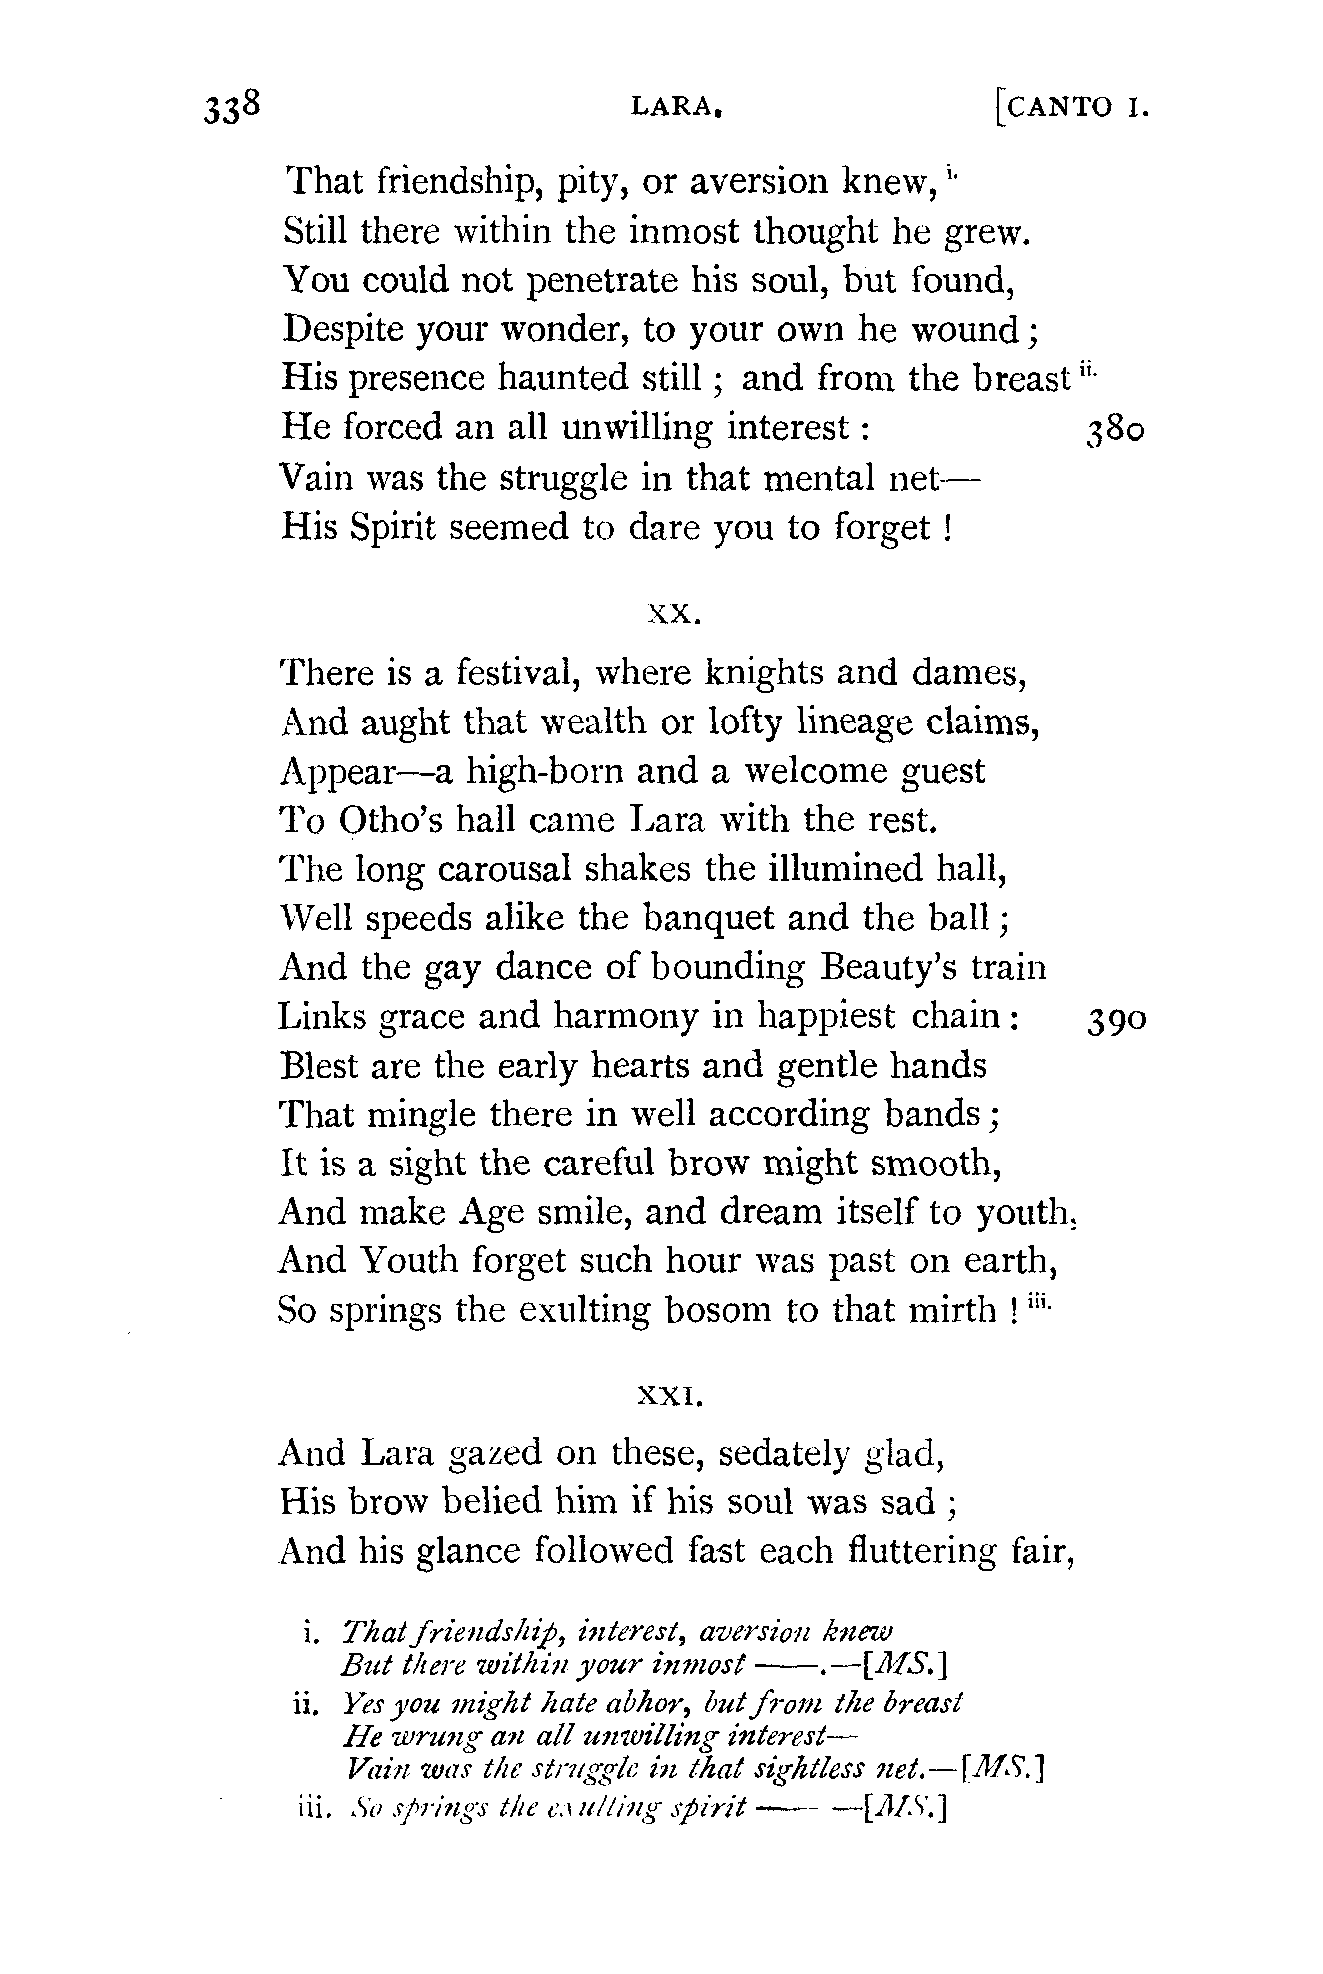 338 LARA. [CANTO I.
That friendship, pity, or aversion knew, i.
Still there within the inmost thought he grew.
You could not penetrate his soul, but found,
Despite your wonder, to your own he wound ;
His presence haunted still ; and from the breast ii.
He forced an all unwilling interest : 380
Vain was the struggle in that mental net—
His Spirit seemed to dare you to forget !
XX.
There is a festival, where knights and dames,
And aught that wealth or lofty lineage claims,
Appear—a high-born and a welcome guest
To Otho's hall came Lara with the rest.
The long carousal shakes the illumined hall,
Well speeds alike the banquet and the ball ;
And the gay dance of bounding Beauty's train
Links grace and harmony in happiest chain : 390
Blest are the early hearts and gentle hands
That mingle there in well according bands ;
It is a sight the careful brow might smooth,
And make Age smile, and dream itself to youth,
And Youth forget such hour was past on earth,
So springs the exulting bosom to that mirth ! iii.
XXI.
And Lara gazed on these, sedately glad,
His brow belied him if his soul was sad ;
And his glance followed fast each fluttering fair,
i. That friendship, interest, aversion knew
But there within your inmost ——.—[MS.]
ii. Yes you might hate abhor, but from the breast
He wrung an all unwilling interest—
Vain was the struggle in that sightless net.—[MS.]
iii. So springs the exulting spirit —— —[MS.]